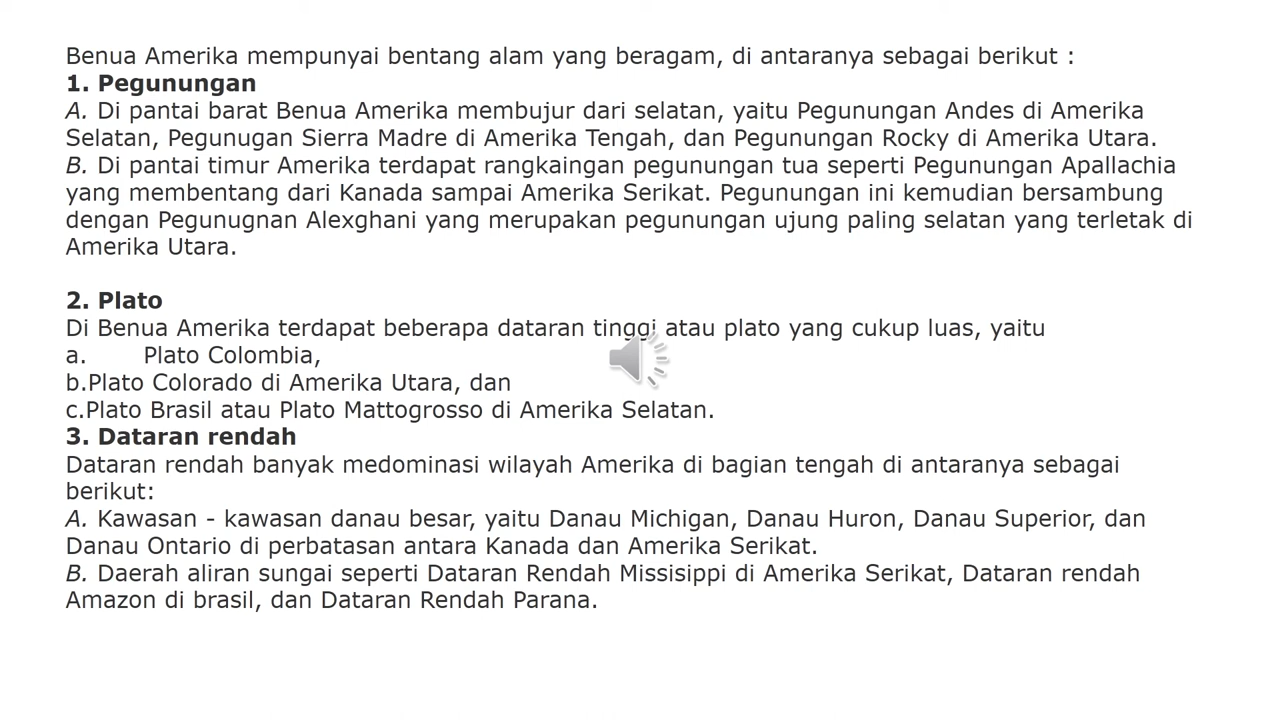 Benua Amerika mempunyai bentang alam yang beragam, di antaranya sebagai berikut :
1. Pegunungan
A. Di pantai barat Benua Amerika membujur dari selatan, yaitu Pegunungan Andes di Amerika
Selatan, Pegunugan Sierra Madre di Amerika Tengah, dan Pegunungan Rocky di Amerika Utara.
B. Di pantai timur Amerika terdapat rangkaingan pegunungan tua seperti Pegunungan Apallachia
yang membentang dari Kanada sampai Amerika Serikat. Pegunungan ini kemudian bersambung
dengan Pegunugnan Alexghani yang merupakan pegunungan ujung paling selatan yang terletak di
Amerika Utara.
2. Plato
Di Benua Amerika terdapat beberapa dataran tinggi atau plato yang cukup luas, yaitu
a. Plato Colombia,
b.Plato Colorado di Amerika Utara, dan
c.Plato Brasil atau Plato Mattogrosso di Amerika Selatan.
3. Dataran rendah
Dataran rendah banyak medominasi wilayah Amerika di bagian tengah di antaranya sebagai
berikut:
A. Kawasan - kawasan danau besar, yaitu Danau Michigan, Danau Huron, Danau Superior, dan
Danau Ontario di perbatasan antara Kanada dan Amerika Serikat.
B. Daerah aliran sungai seperti Dataran Rendah Missisippi di Amerika Serikat, Dataran rendah
Amazon di brasil, dan Dataran Rendah Parana.